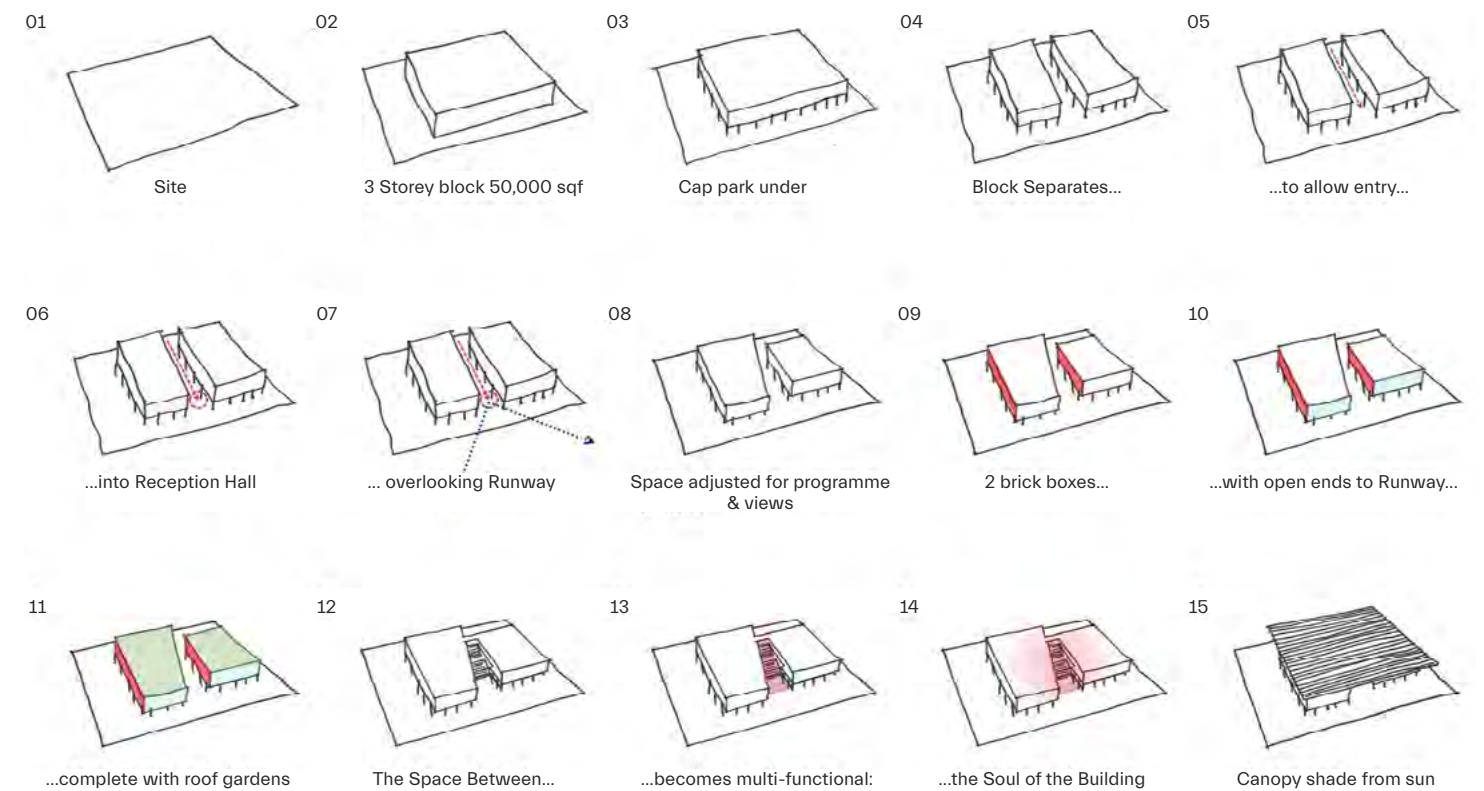 01
02
03
04
05
Site
3 Storey block 50,000 sqf
Cap park under
Block Separates...
...to allow entry...
06
07
08
09
10
...into Reception Hall
... overlooking Runway
Space adjusted for programme
& views
2 brick boxes...
...with open ends to Runway...
11
12
13
14
15
...complete with roof gardens
The Space Between...
...becomes multi-functional:
...the Soul of the Building
Canopy shade from sun